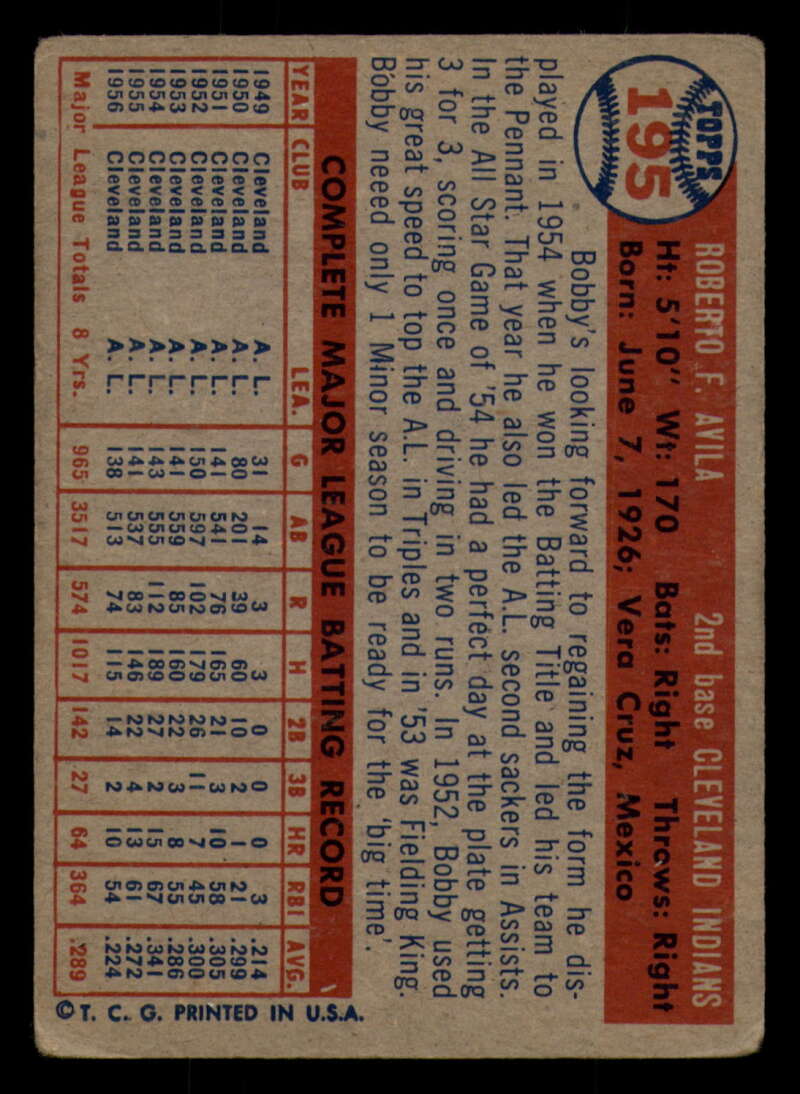 TOPPS
195
ROBERTO F. AVILA 2nd base CLEVELAND INDIANS
Ht: 5'10" Wt: 170 Bats: Right Throws: Right
Born: June 7, 1926; Vera Cruz, Mexico
Bobby's looking forward to regaining the form he dis-
played in 1954 when he won the Batting Title and led his team to
the Pennant. That year he also led the A.L. second sackers in Assists.
In the All Star Game of '54 he had a perfect day at the plate getting
3 for 3, scoring once and driving in two runs. In 1952, Bobby used
his great speed to top the A.L. in Triples and in '53 was Fielding King.
Bobby neeed only 1 Minor season to be ready for the 'big time'.
COMPLETE MAJOR LEAGUE BATTING RECORD
YEAR CLUB LEA. G AB R H 2B 3B HR RBI AVG.
1949 Cleveland A. L. 31 14 3 3 0 0 0 3 .214
1950 Cleveland A. L. 80 201 39 60 10 2 1 21 .299
1951 Cleveland A. L. 141 541 76 165 21 3 10 58 .305
1952 Cleveland A. L. 150 597 102 179 26 11 7 45 .300
1953 Cleveland A. L. 141 559 85 160 22 3 8 55 .286
1954 Cleveland A. L. 143 555 112 189 27 2 15 67 .341
1955 Cleveland A. L. 141 537 83 146 22 4 13 61 .272
1956 Cleveland A. L. 138 513 74 115 14 2 10 54 .224
Major League Totals 8 Yrs. 965 3517 574 1017 142 27 64 364 .289
© T. C. G. PRINTED IN U.S.A.